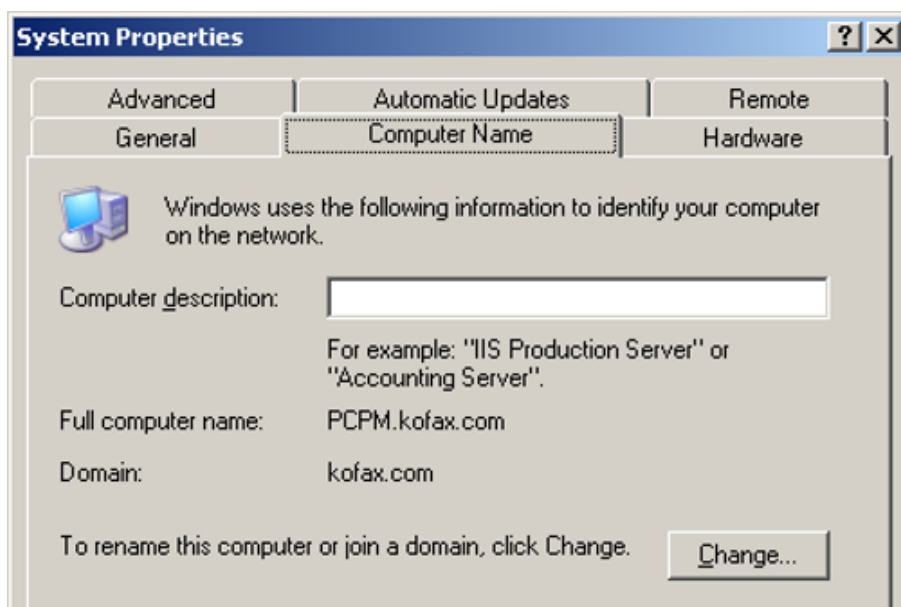 System Properties
Advanced Automatic Updates Remote
General Computer Name Hardware
Windows uses the following information to identify your computer
on the network.
Computer description:
For example: "IIS Production Server" or
"Accounting Server".
Full computer name: PCPM.kofax.com
Domain: kofax.com
To rename this computer or join a domain, click Change. Change...